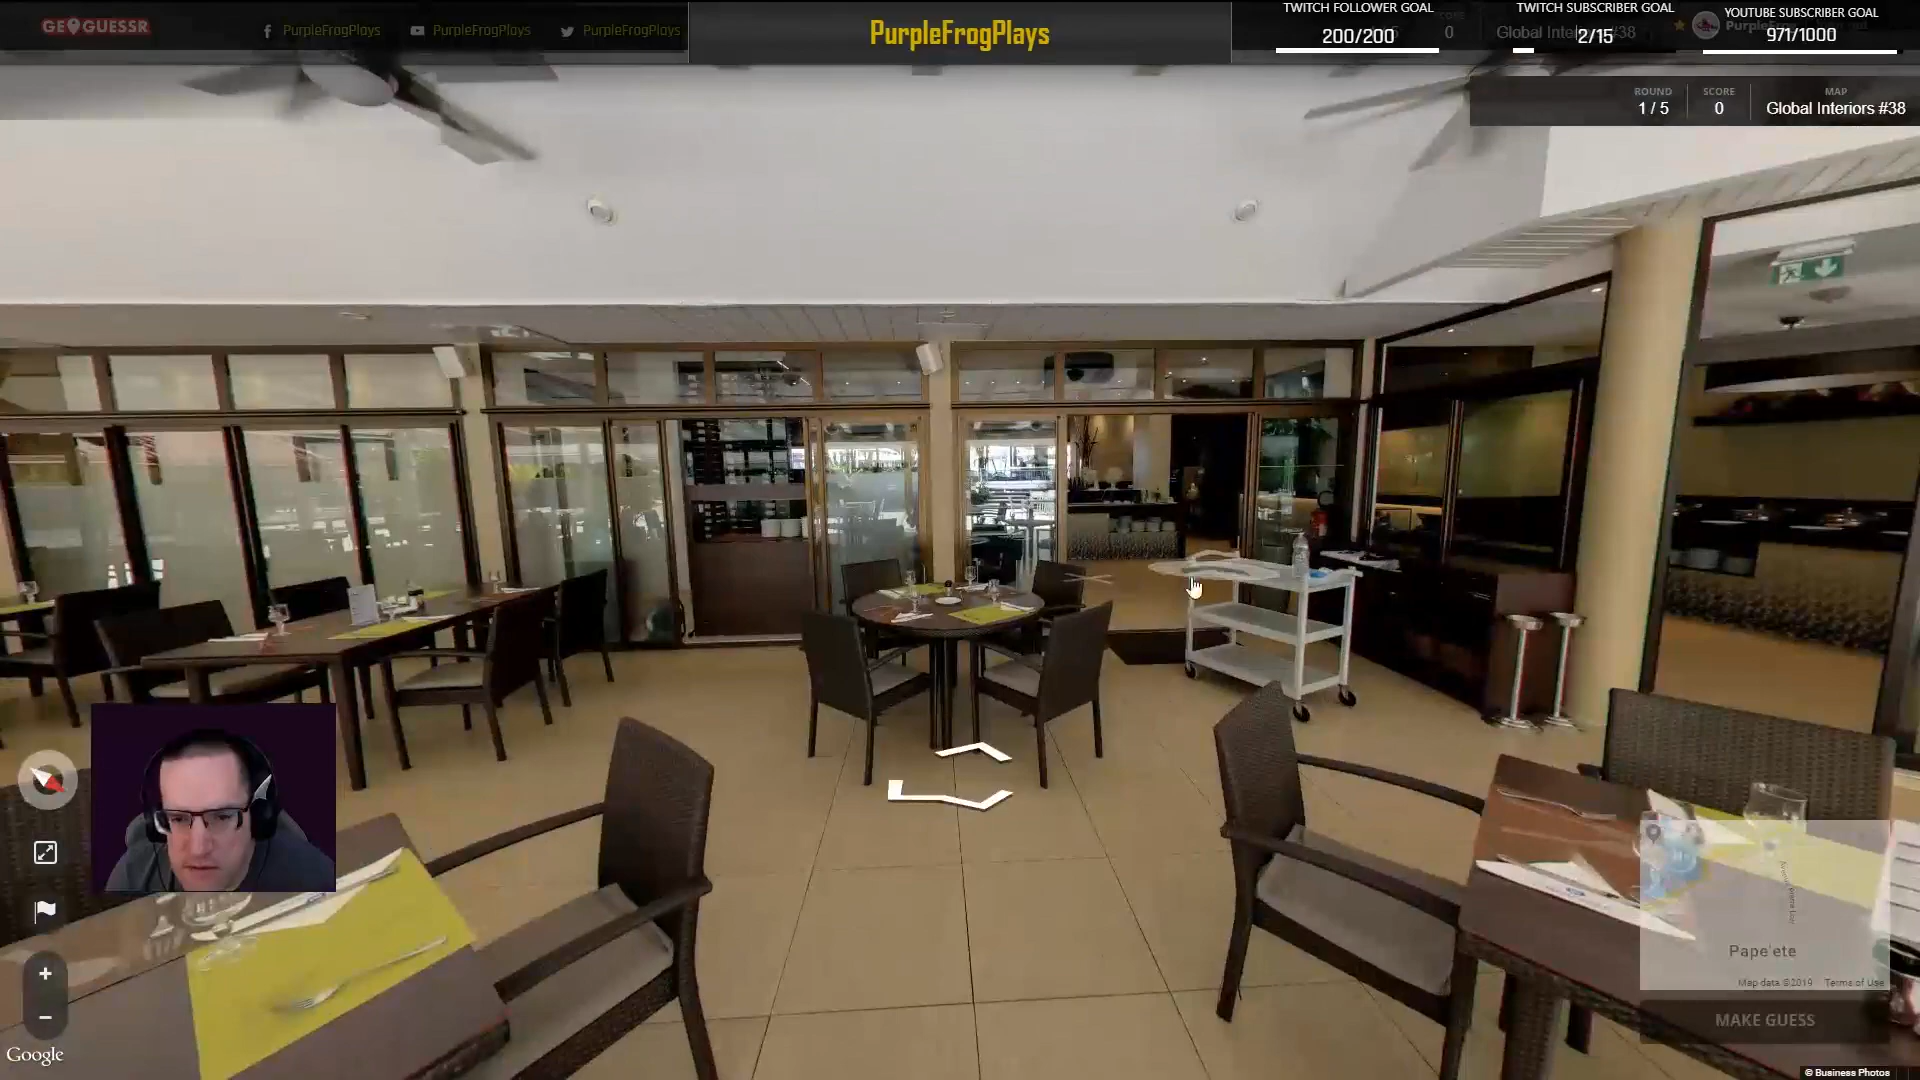 GEOGUESSR
PurpleFrogPlays
PurpleFrogPlays
PurpleFrogPlays
PurpleFrogPlays
TWITCH FOLLOWER GOAL
200/200
0
TWITCH SUBSCRIBER GOAL
2/15
YOUTUBE SUBSCRIBER GOAL
971/1000
ROUND
1 / 5
SCORE
0
MAP
Global Interiors #38
Pape'ete
Map data ©2019
Terms of Use
MAKE GUESS
Google
© Business Photos